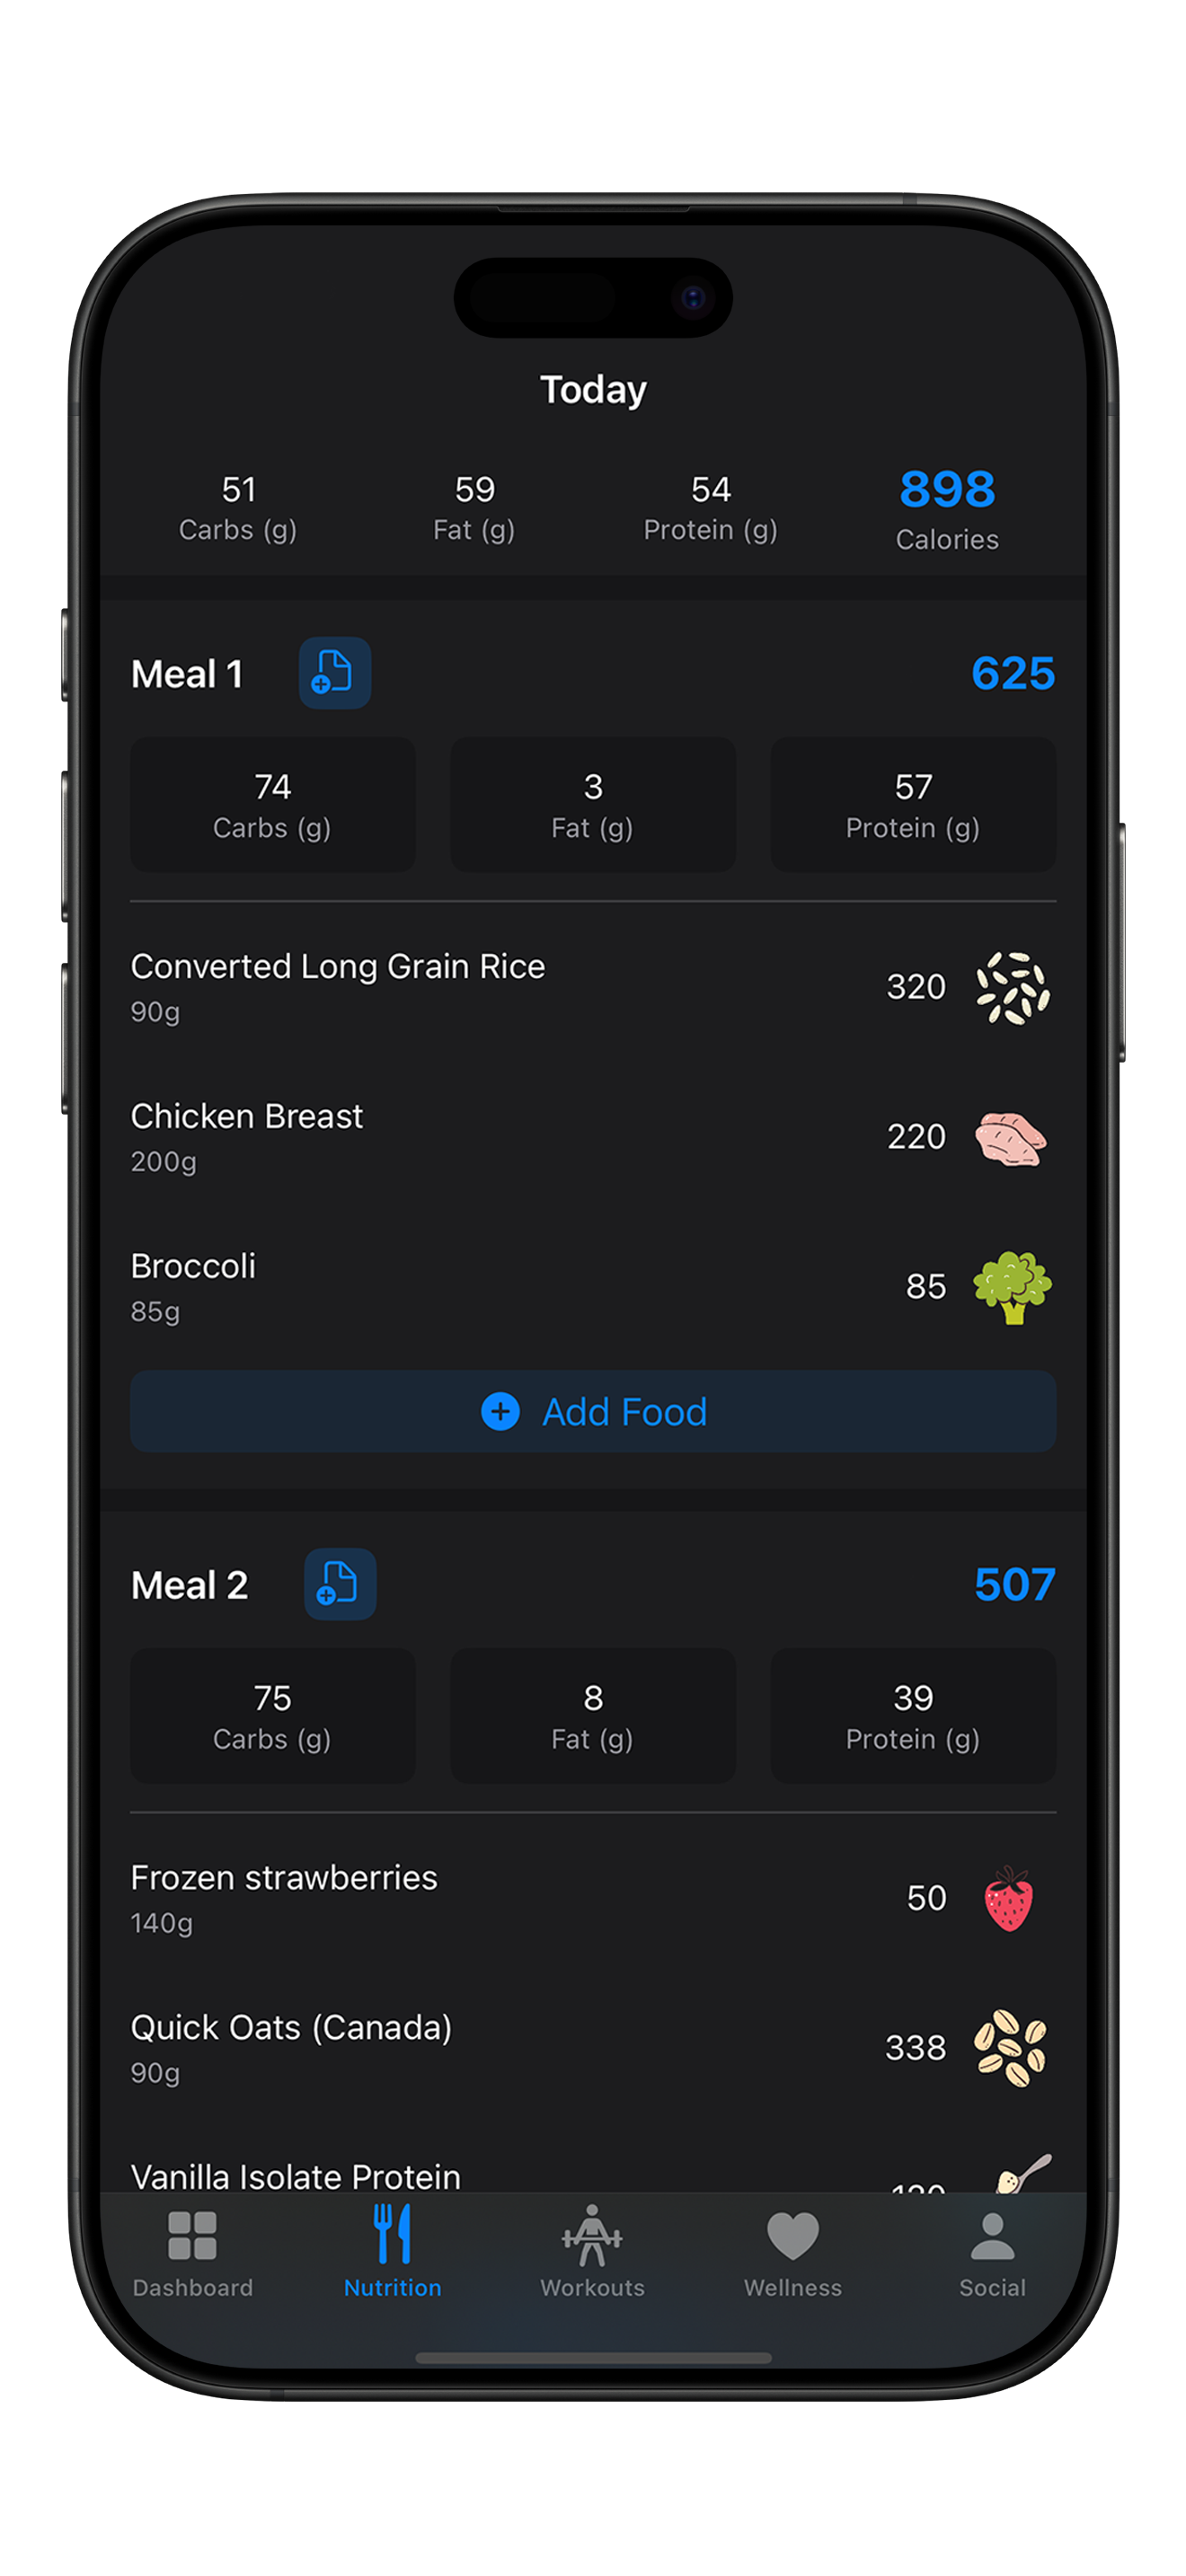 Today
51 59 54 898
Carbs (g) Fat (g) Protein (g) Calories
Meal 1 625
74 3 57
Carbs (g) Fat (g) Protein (g)
Converted Long Grain Rice
90g
320
Chicken Breast
200g
220
Broccoli
85g
85
Add Food
Meal 2 507
75 8 39
Carbs (g) Fat (g) Protein (g)
Frozen strawberries
140g
50
Quick Oats (Canada)
90g
338
Vanilla Isolate Protein
Dashboard Nutrition Workouts Wellness Social